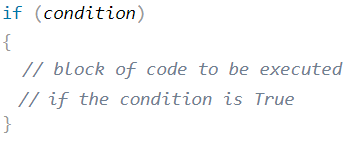 if (condition)
{
// block of code to be executed
// if the condition is True
}